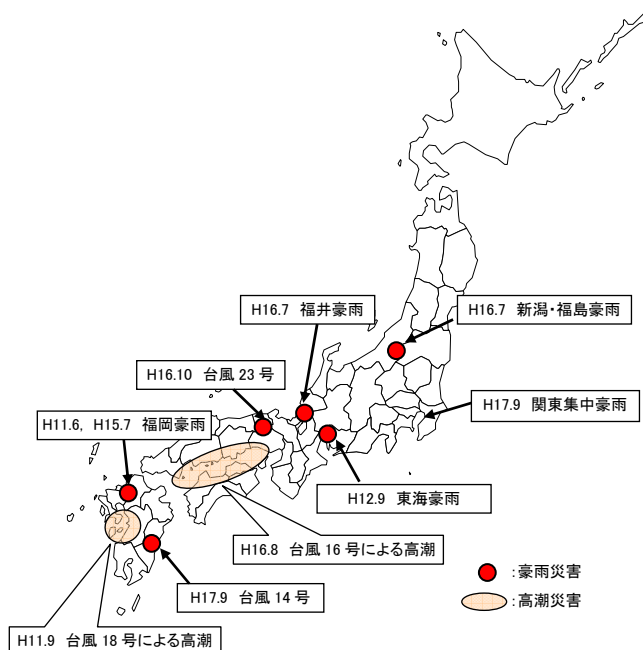 H16.7 福井豪雨
H16.7 新潟・福島豪雨
H16.10 台風 23 号
H17.9 関東集中豪雨
H11.6, H15.7 福岡豪雨
H12.9 東海豪雨
H16.8 台風 16 号による高潮
H17.9 台風 14 号
H11.9 台風 18 号による高潮
:豪雨災害
:高潮災害